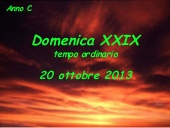 Anno C
Domenica XXIX
tempo ordinario
20 ottobre 2013